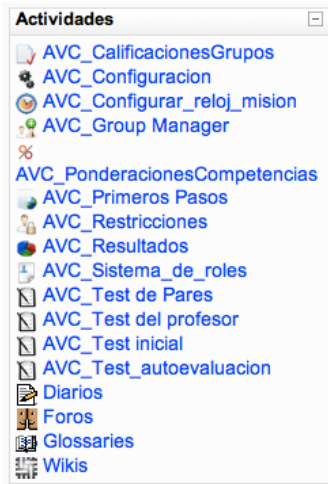 Actividades
AVC_CalificacionesGrupos
AVC_Configuracion
AVC_Configurar_reloj_mision
AVC_Group Manager
AVC_PonderacionesCompetencias
AVC_Primeros Pasos
AVC_Restricciones
AVC_Resultados
AVC_Sistema_de_roles
AVC_Test de Pares
AVC_Test del profesor
AVC_Test inicial
AVC_Test_autoevaluacion
Diarios
Foros
Glossaries
Wikis